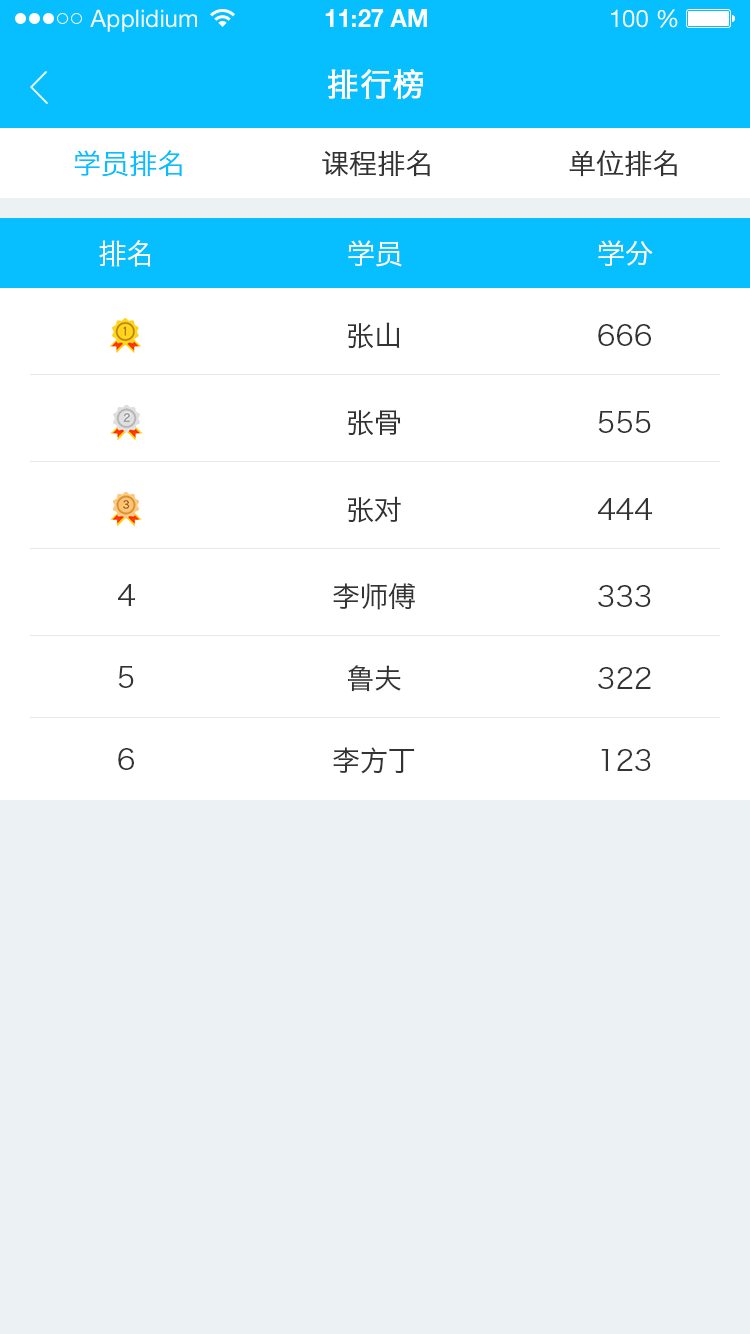 Applidium 11:27 AM 100 %
排行榜
学员排名 课程排名 单位排名
排名 学员 学分
1 张山 666
2 张骨 555
3 张对 444
4 李师傅 333
5 鲁夫 322
6 李方丁 123